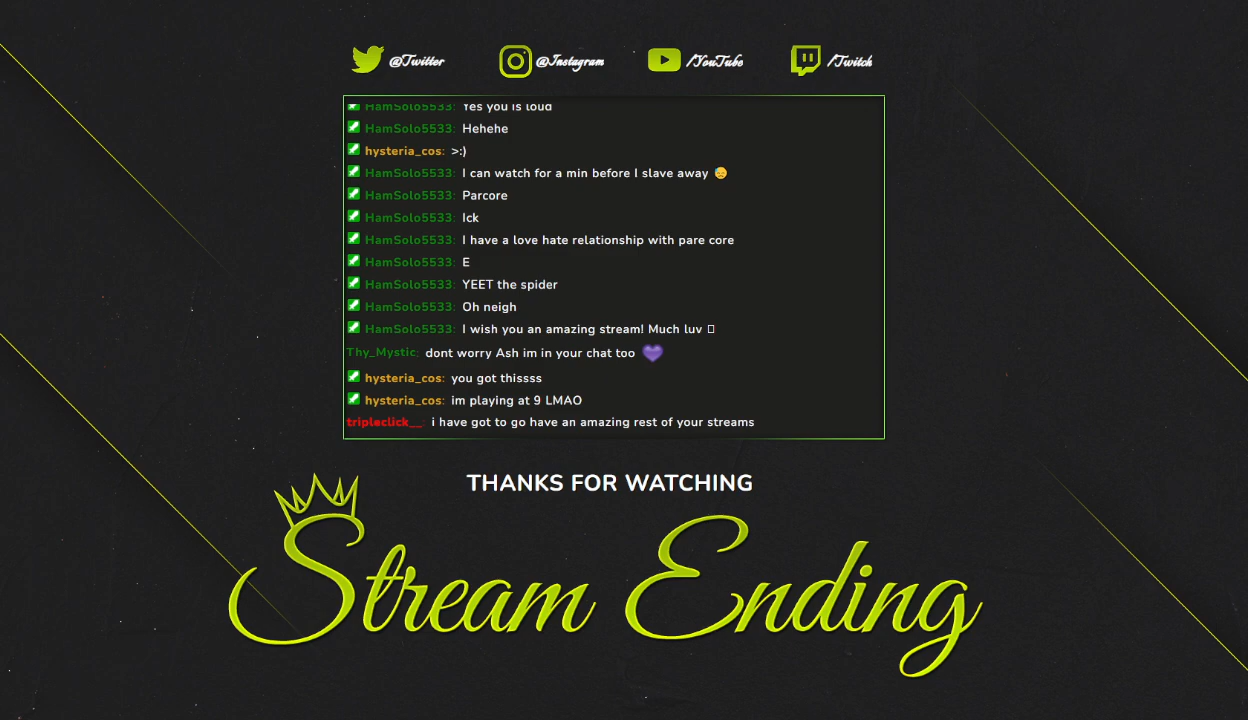 @Twitter @Instagram /YouTube /Twitch
HamSolo5533: Yes you is loud
HamSolo5533: Hehehe
hysteria_cos: >:)
HamSolo5533: I can watch for a min before I slave away 😓
HamSolo5533: Parcore
HamSolo5533: Ick
HamSolo5533: I have a love hate relationship with pare core
HamSolo5533: E
HamSolo5533: YEET the spider
HamSolo5533: Oh neigh
HamSolo5533: I wish you an amazing stream! Much luv
Thy_Mystic: dont worry Ash im in your chat too 💜
hysteria_cos: you got thissss
hysteria_cos: im playing at 9 LMAO
tripleclick__: i have got to go have an amazing rest of your streams
THANKS FOR WATCHING
Stream Ending